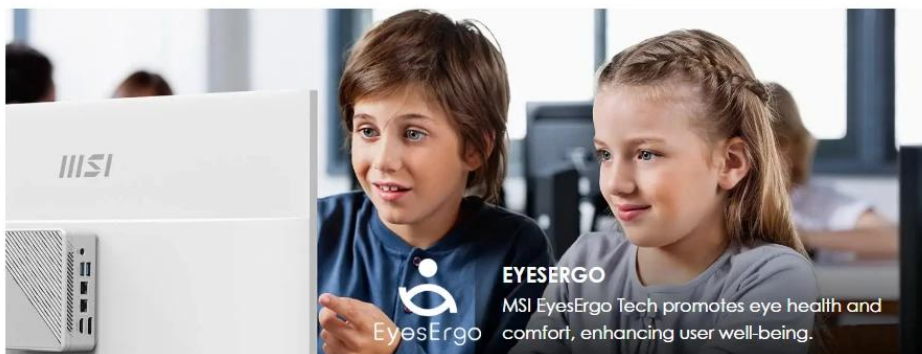 msi
EYESERGO
MSI EyesErgo Tech promotes eye health and
EyesErgo
comfort, enhancing user well-being.